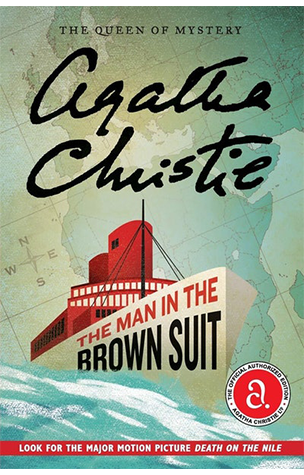 THE QUEEN OF MYSTERY
Agatha
Christie
N
W E
S
THE MAN IN THE
BROWN SUIT
THE OFFICIAL AUTHORIZED EDITION
a.
AGATHA CHRISTIE LTD
LOOK FOR THE MAJOR MOTION PICTURE DEATH ON THE NILE